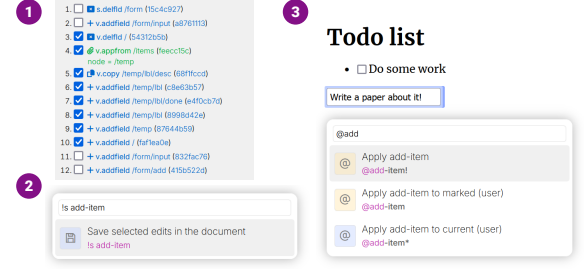 1
1. s.delfld /form (15c4c927)
2. + v.addfield /form/input (a8761113)
3. v.delfld / (54312b5b)
4. v.appfrom /items (feecc15c)
node = /temp
5. v.copy /temp/lbl/desc (68f1fccd)
6. + v.addfield /temp/lbl (c8e63b57)
7. + v.addfield /temp/lbl/done (e4f0cb7d)
8. + v.addfield /temp/lbl (8998d42e)
9. + v.addfield /temp (87644b59)
10. + v.addfield / (faf1ea0e)
11. + v.addfield /form/input (832fac76)
12. + v.addfield /form/add (415b522d)
2
!s add-item
Save selected edits in the document
!s add-item
3
Todo list
• Do some work
Write a paper about it!
@add
@ Apply add-item
@add-item!
@ Apply add-item to marked (user)
@add-item
@ Apply add-item to current (user)
@add-item*